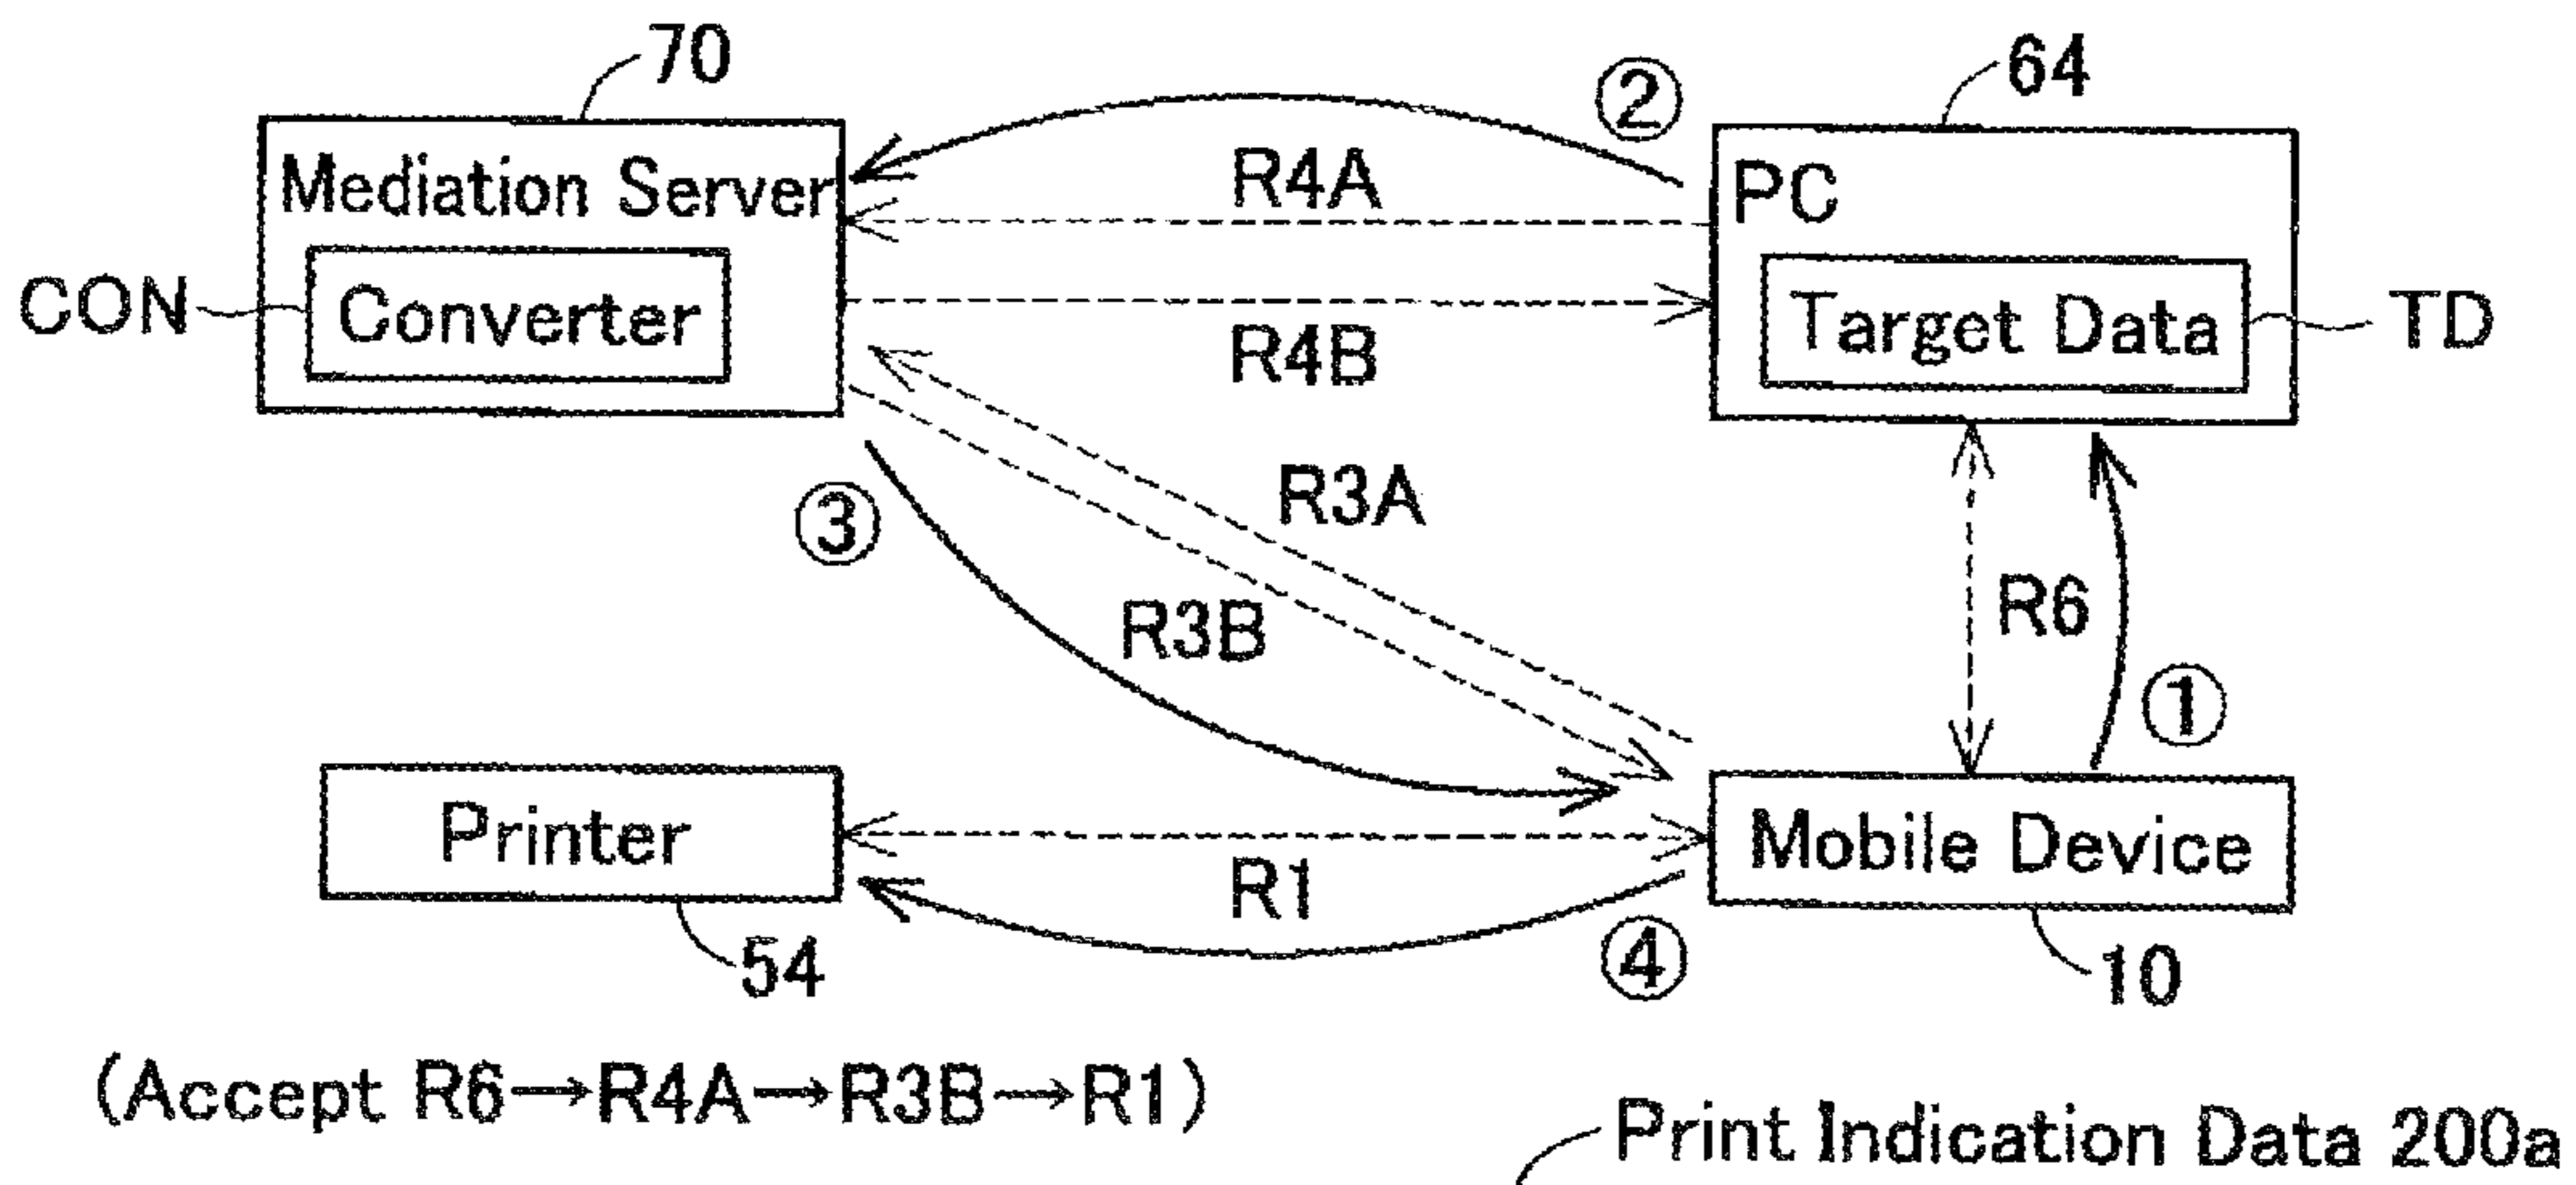 70
64
②
Mediation Server
R4A
PC
CON
Converter
Target Data
TD
R4B
R3A
③
R3B
R6
①
Printer
R1
Mobile Device
54
④
10
(Accept R6→R4A→R3B→R1)
Print Indication Data 200a